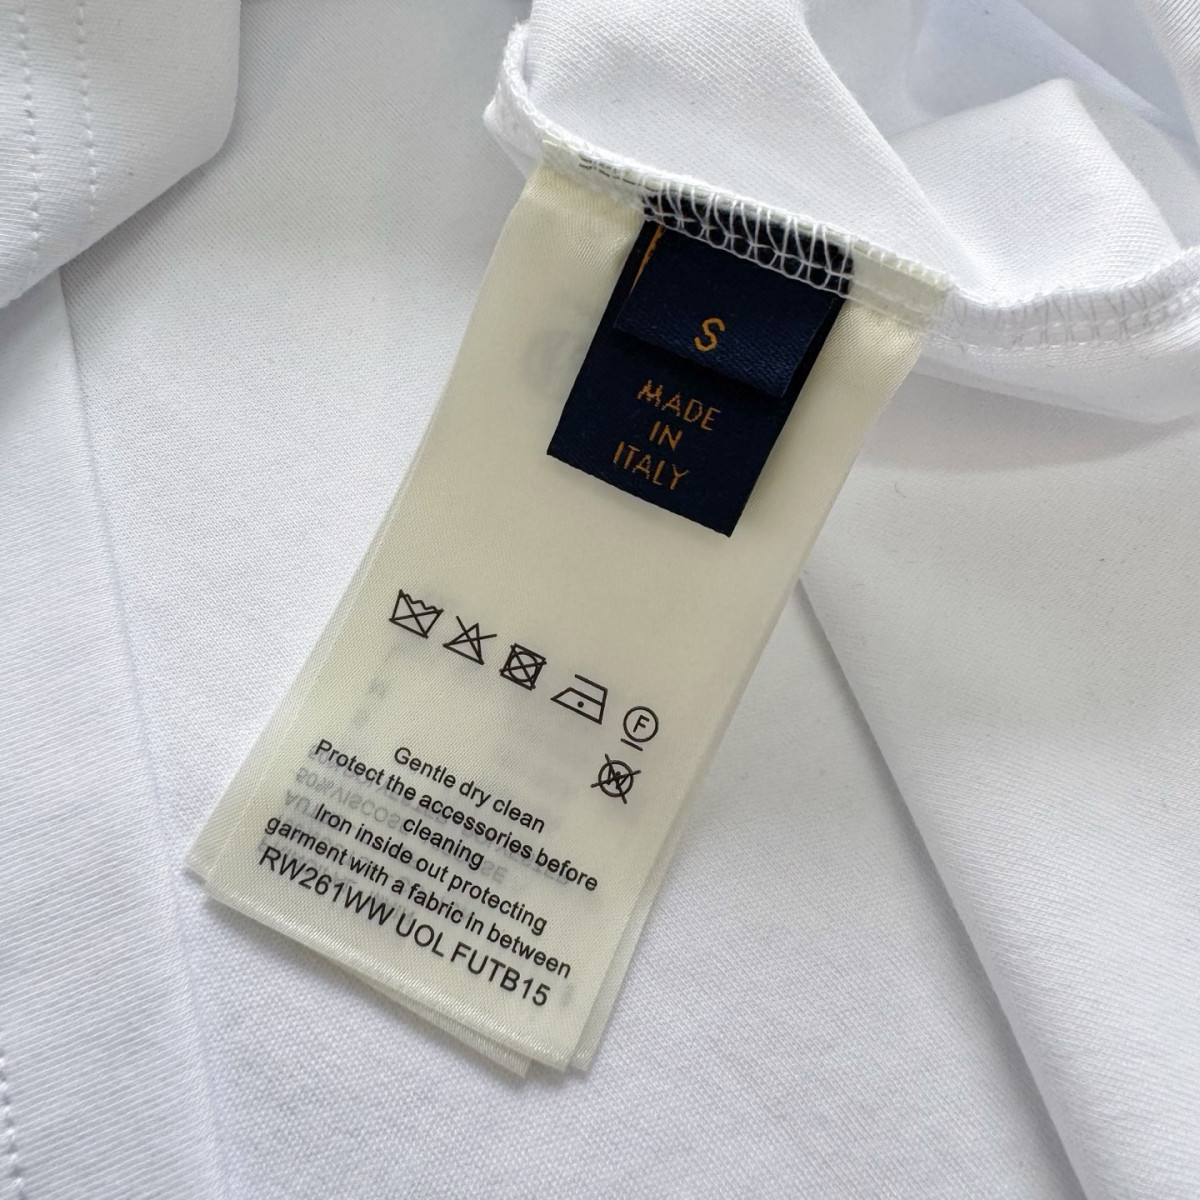 S
MADE
IN
ITALY
F
W
Gentle dry clean
Protect the accessories before
cleaning
Iron inside out protecting
garment with a fabric in between
RW261WW UOL FUTB15